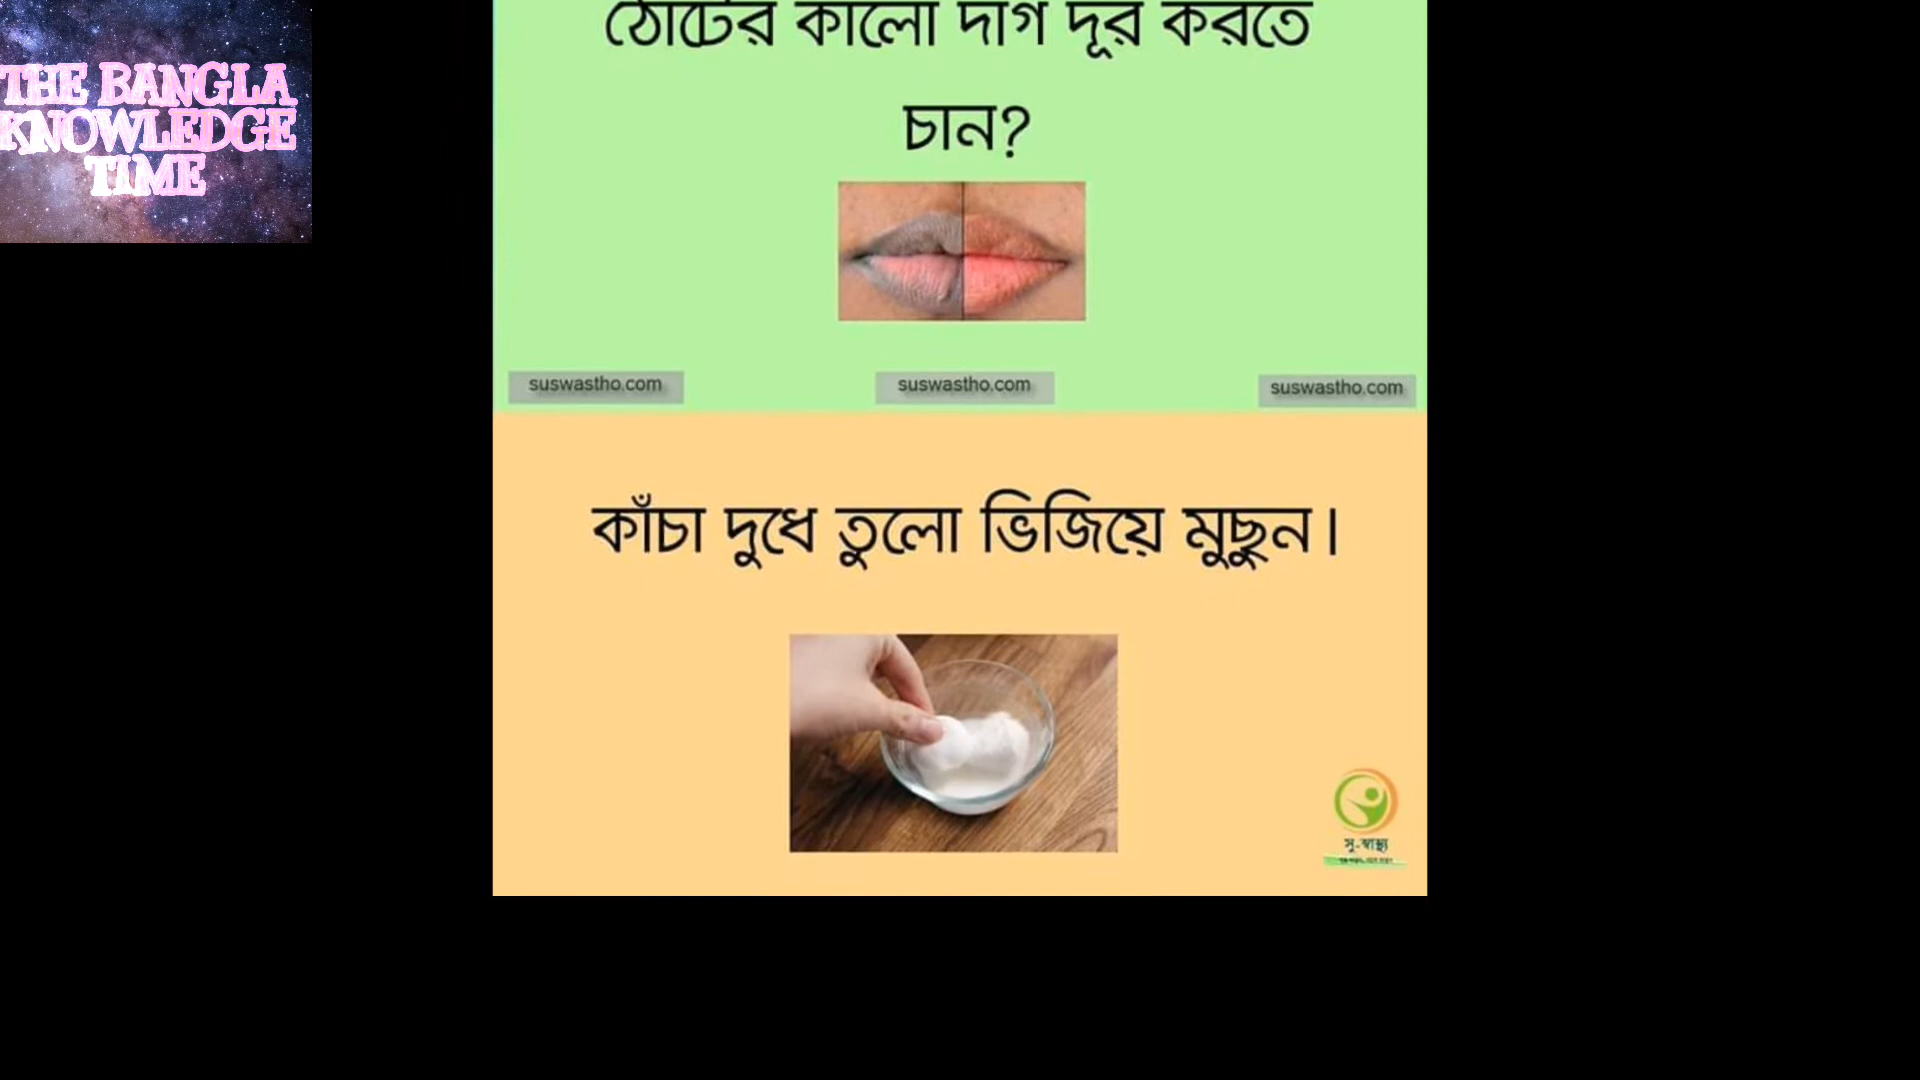 THE BANGLA
KNOWLEDGE
TIME
ঠোটের কালো দাগ দূর করতে
চান?
suswastho.com suswastho.com suswastho.com
কাঁচা দুধে তুলো ভিজিয়ে মুছুন।
সু-স্বাস্থ্য